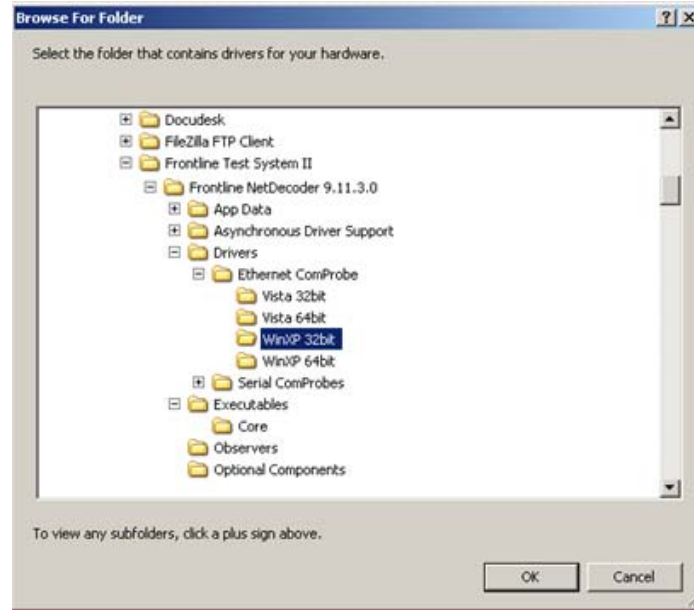 Browse For Folder
Select the folder that contains drivers for your hardware.
Docudesk
FileZilla FTP Client
Frontline Test System II
Frontline NetDecoder 9.11.3.0
App Data
Asynchronous Driver Support
Drivers
Ethernet ComProbe
Vista 32bit
Vista 64bit
WinXP 32bit
WinXP 64bit
Serial ComProbes
Executables
Core
Observers
Optional Components
To view any subfolders, click a plus sign above.
OK Cancel